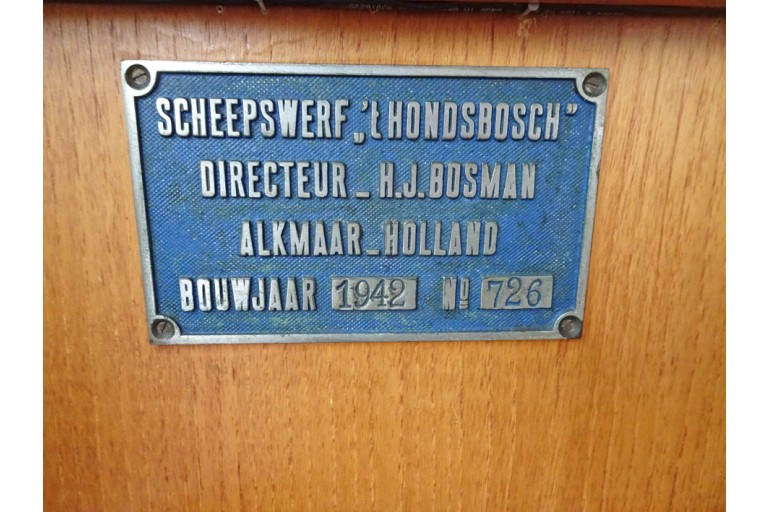 SCHEEPSWERF „'t HONDSBOSCH"
DIRECTEUR - H.J. BOSMAN
ALKMAAR - HOLLAND
BOUWJAAR 1942 No 726